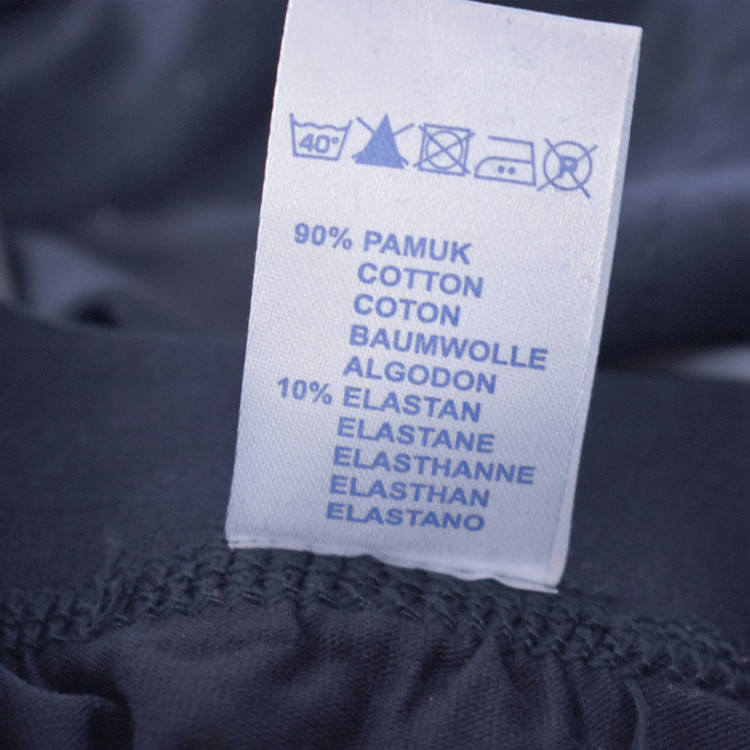 40° R
90% PAMUK
COTTON
COTON
BAUMWOLLE
ALGODON
10% ELASTAN
ELASTANE
ELASTHANNE
ELASTHAN
ELASTANO